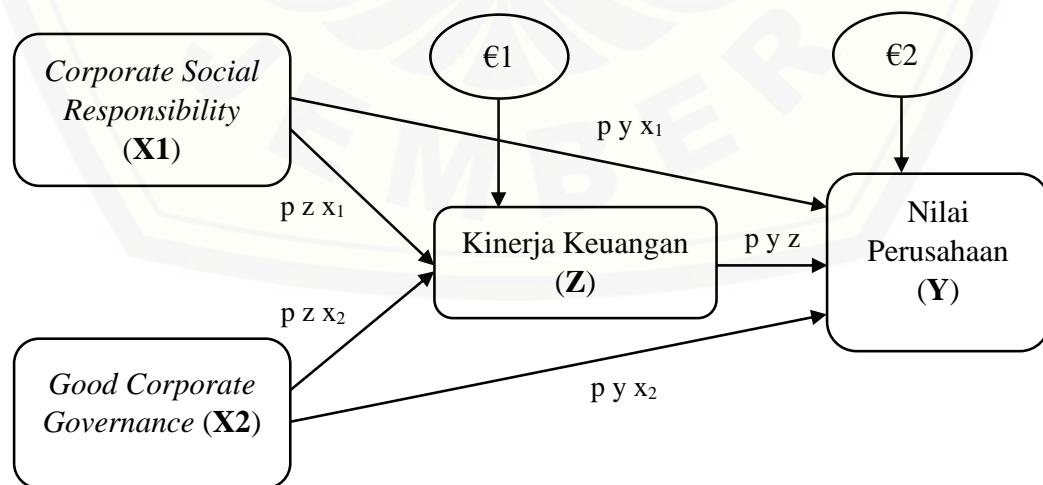 Corporate Social
Responsibility
(X1)
€1
€2
p y x₁
p z x₁
Kinerja Keuangan
(Z)
p y z
Nilai
Perusahaan
(Y)
p z x₂
Good Corporate
Governance (X2)
p y x₂